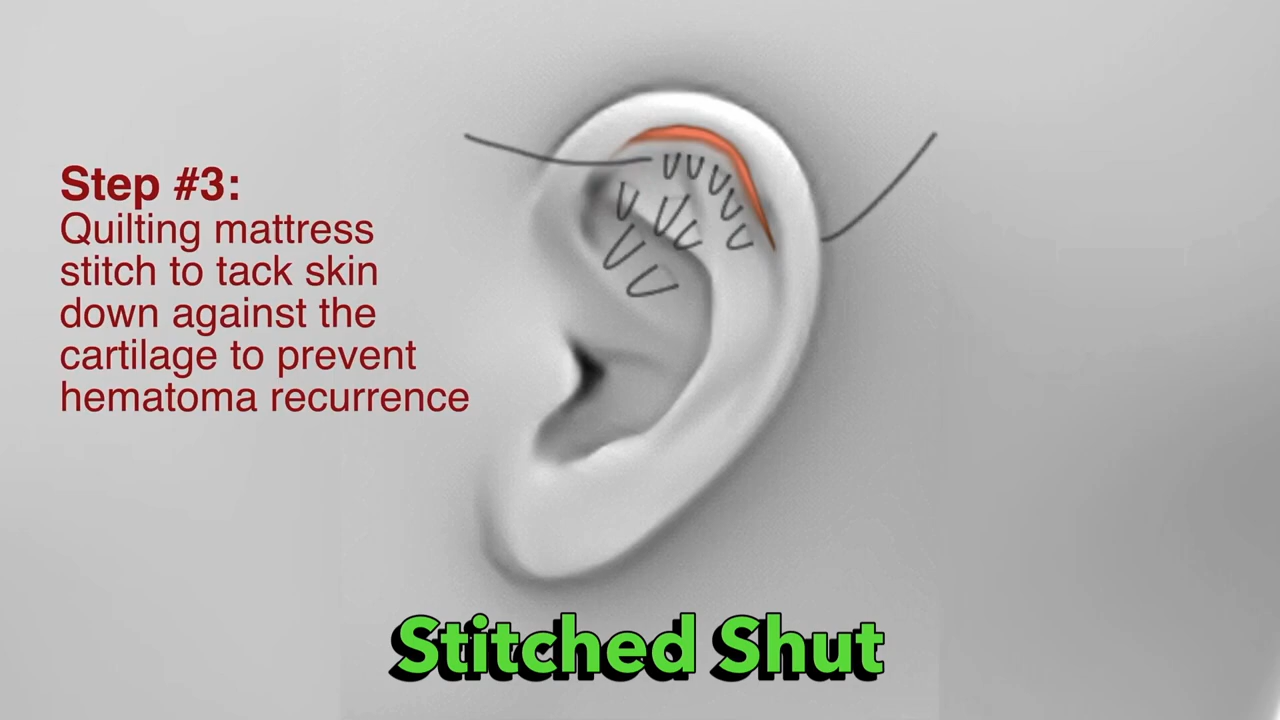 Step #3:
Quilting mattress
stitch to tack skin
down against the
cartilage to prevent
hematoma recurrence
Stitched Shut